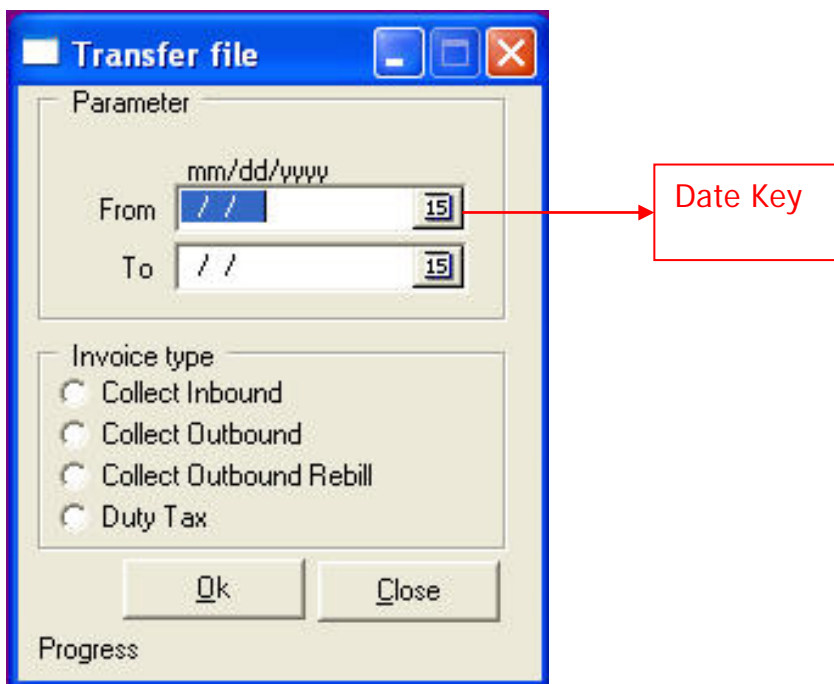 Transfer file
Parameter
mm/dd/yyyy
From / / 15
Date Key
To / / 15
Invoice type
Collect Inbound
Collect Outbound
Collect Outbound Rebill
Duty Tax
Ok Close
Progress